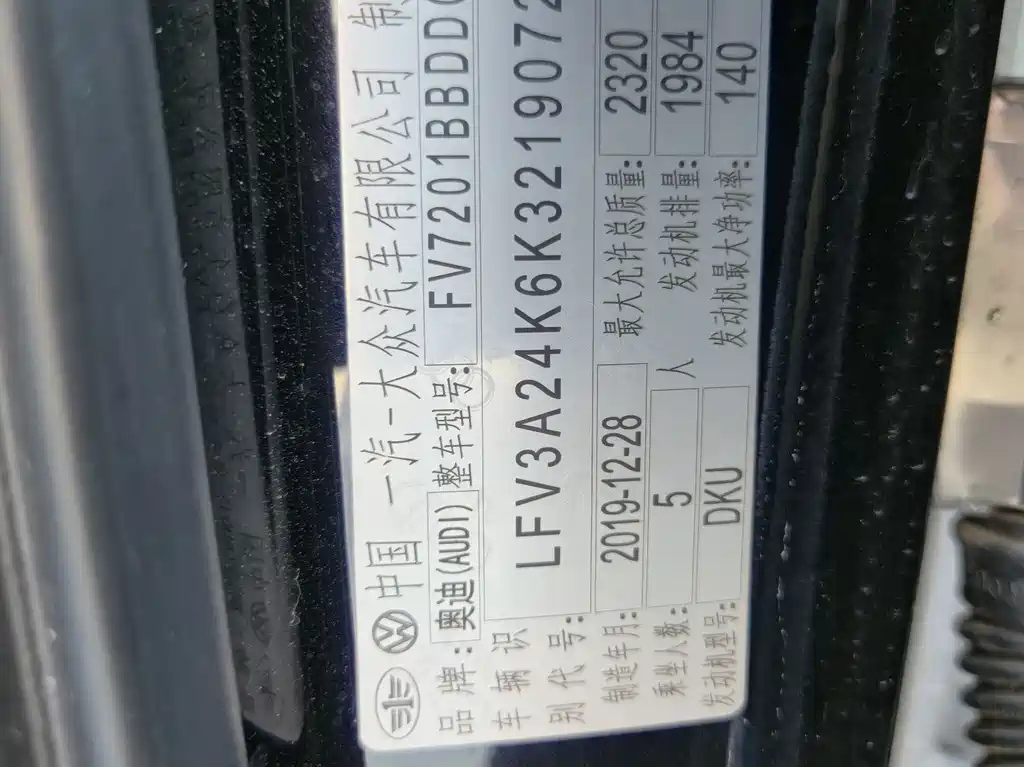 中国 一汽-大众汽车有限公司 制
品牌: 奥迪(AUDI) 整车型号: FV7201BBDD
车辆识别代号: LFV3A24K6K3219072
制造年月: 2019-12-28 最大允许总质量: 2320
乘坐人数: 5 人 发动机排量: 1984
发动机型号: DKU 发动机最大净功率: 140